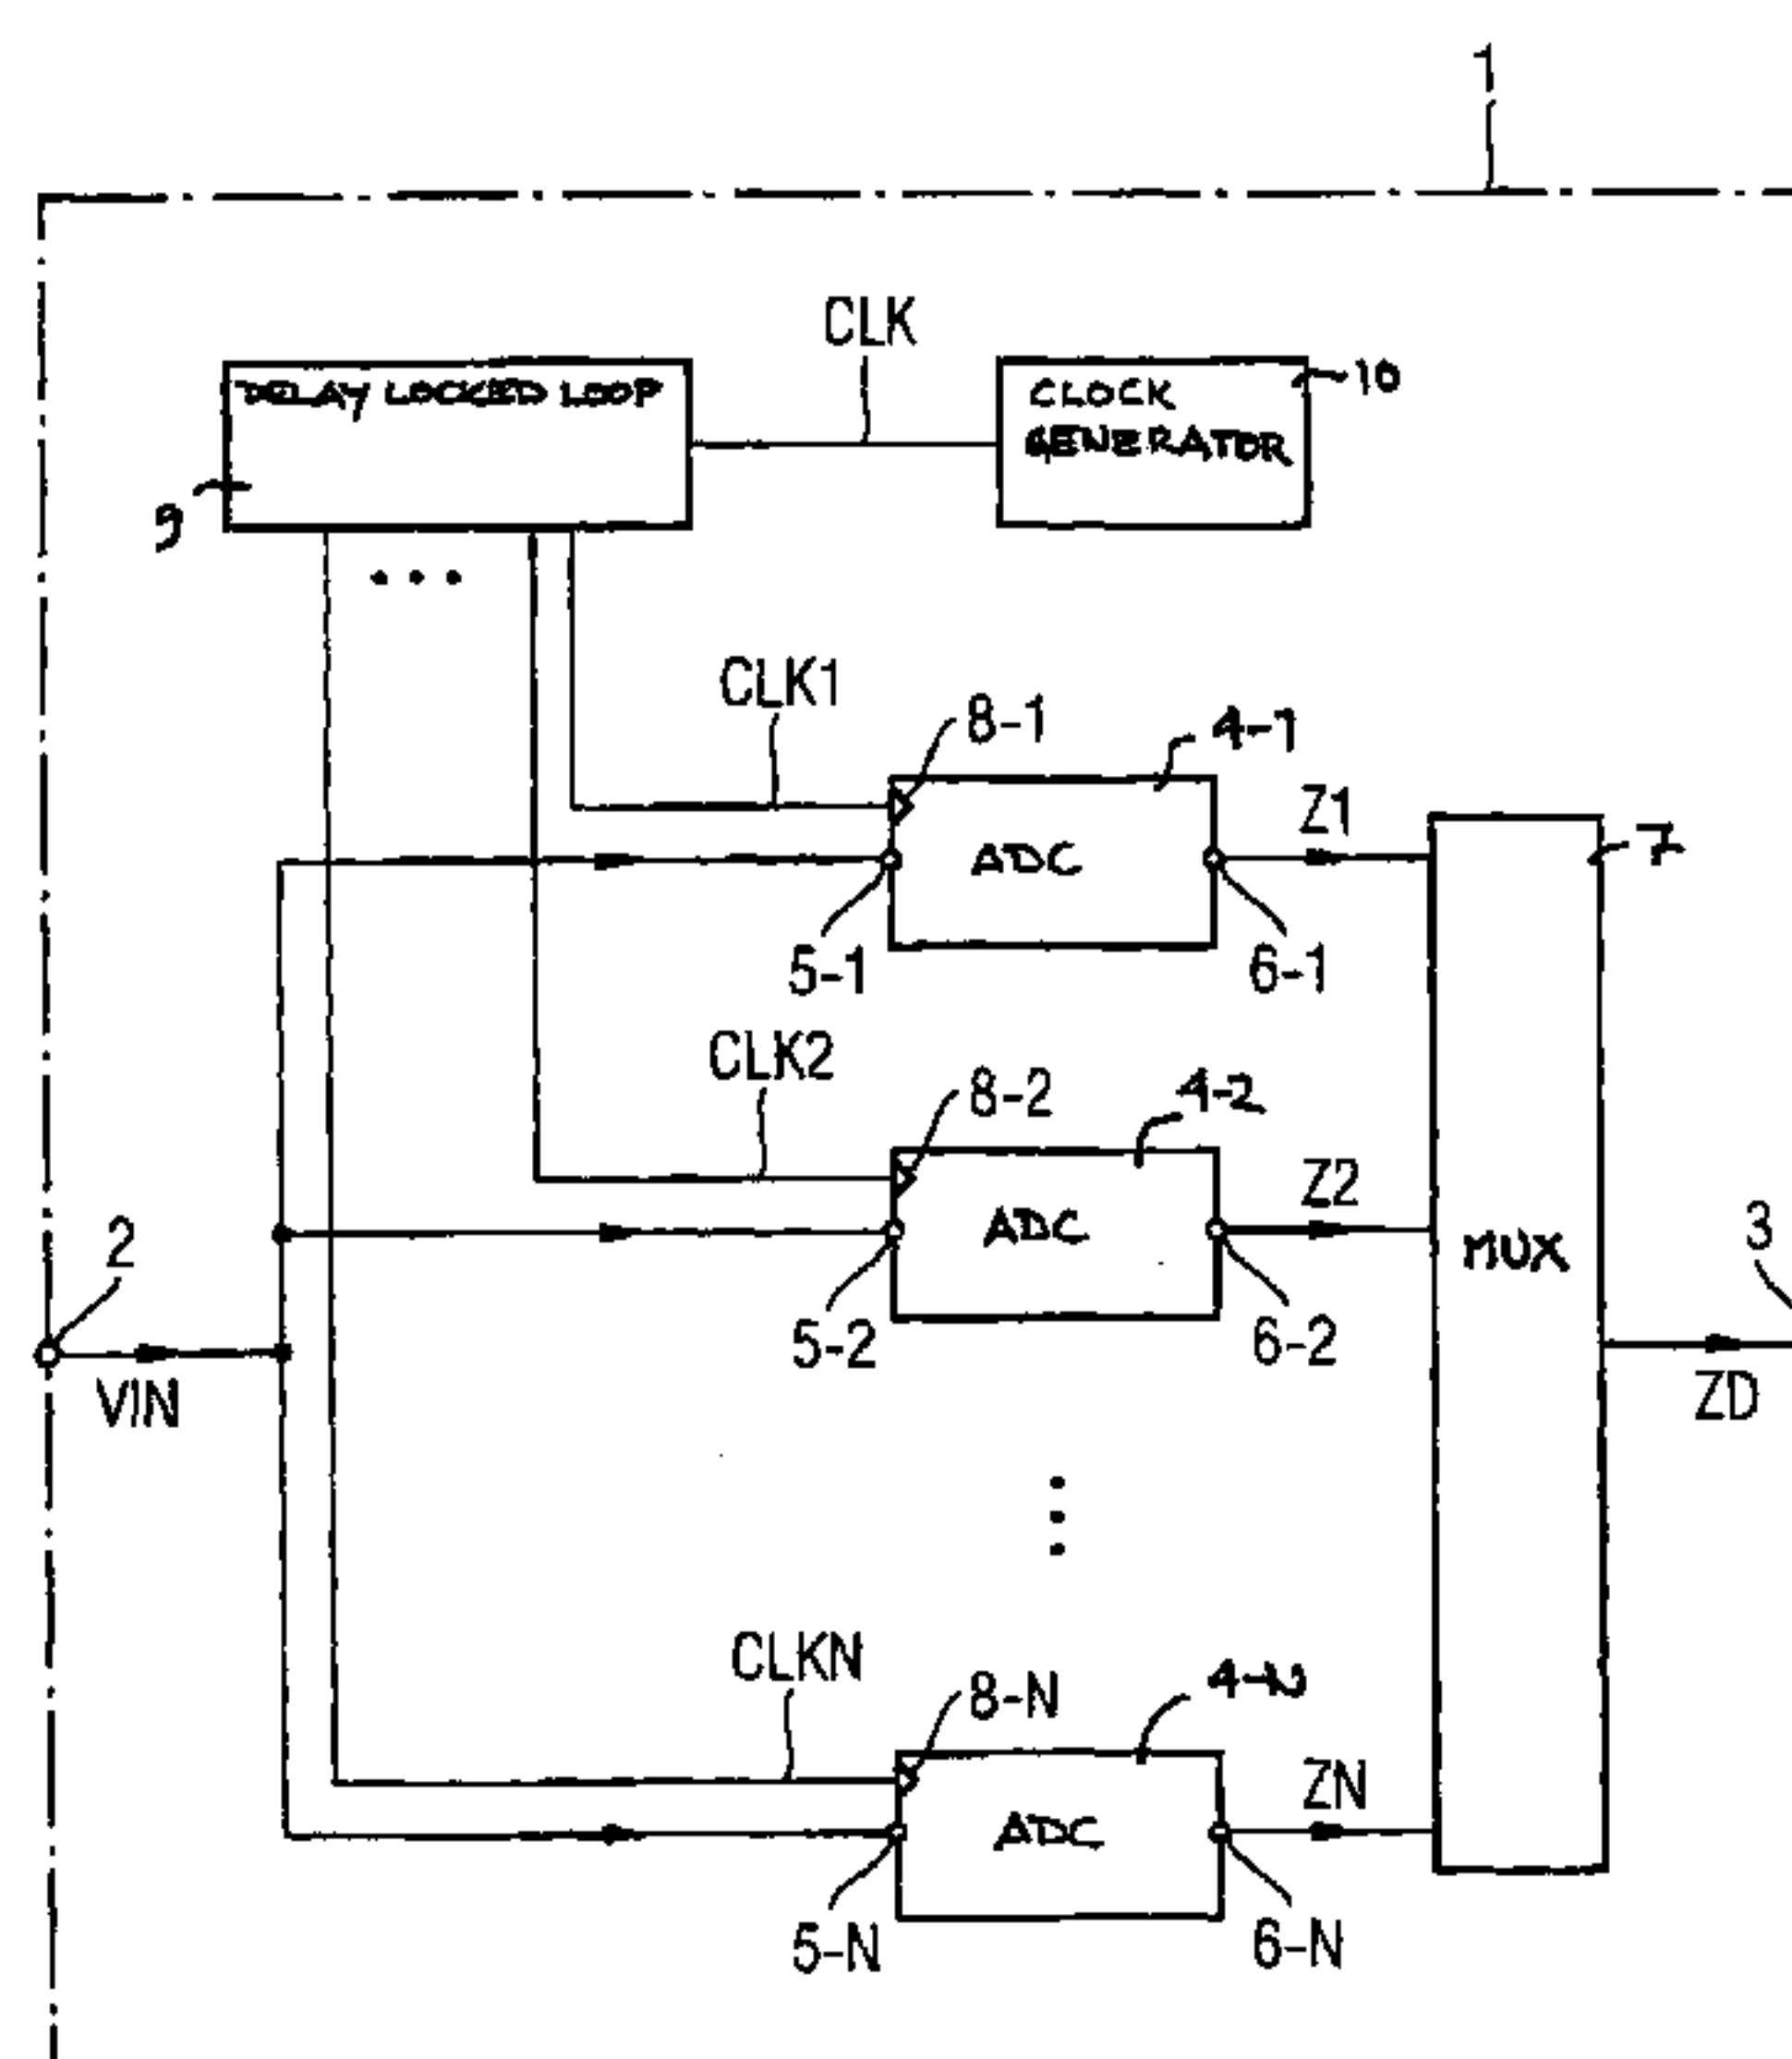 1
CLK
DELAY LOCKED LOOP
CLOCK
GENERATOR
10
9
CLK1
8-1
4-1
Z1
7
ADC
5-1
6-1
CLK2
8-2
4-2
Z2
ADC
MUX
2
3
5-2
6-2
VIN
ZD
CLKN
8-N
4-N
ZN
ADC
5-N
6-N